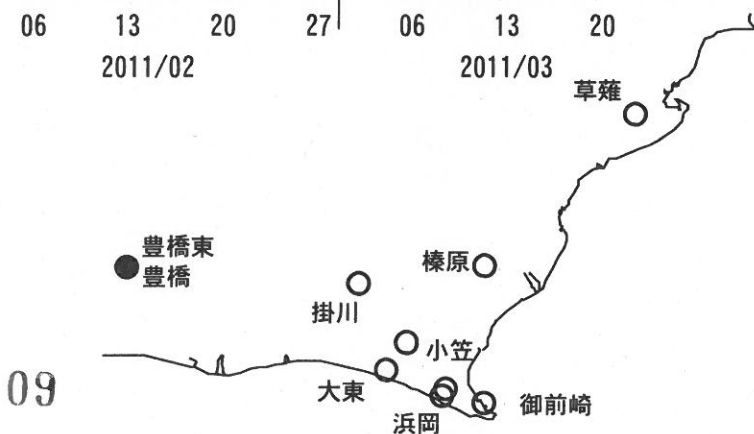 06 13 20 27 06 13 20
2011/02 2011/03
草薙
豊橋東
豊橋
榛原
掛川
小笠
大東
09
御前崎
浜岡